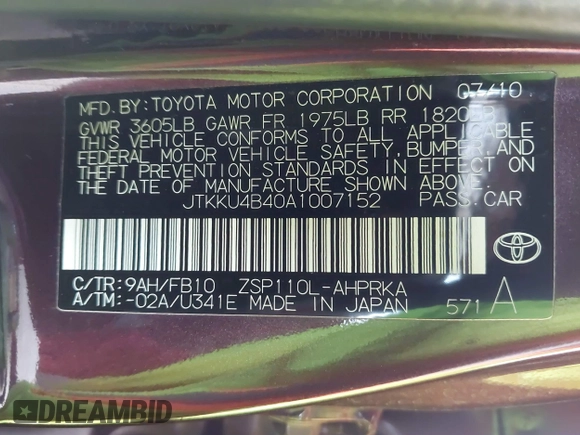 MFD. BY: TOYOTA MOTOR CORPORATION 07/10.
GVWR 3605LB GAWR FR 1975LB RR 1820LB
THIS VEHICLE CONFORMS TO ALL APPLICABLE
FEDERAL MOTOR VEHICLE SAFETY, BUMPER, AND
THEFT PREVENTION STANDARDS IN EFFECT ON
THE DATE OF MANUFACTURE SHOWN ABOVE.
JTKKU4B40A1007152 PASS. CAR
C/TR: 9AH/FB10 ZSP110L-AHPRKA
A/TM: -02A/U341E MADE IN JAPAN 571 A
TOYOTA
DREAMBID